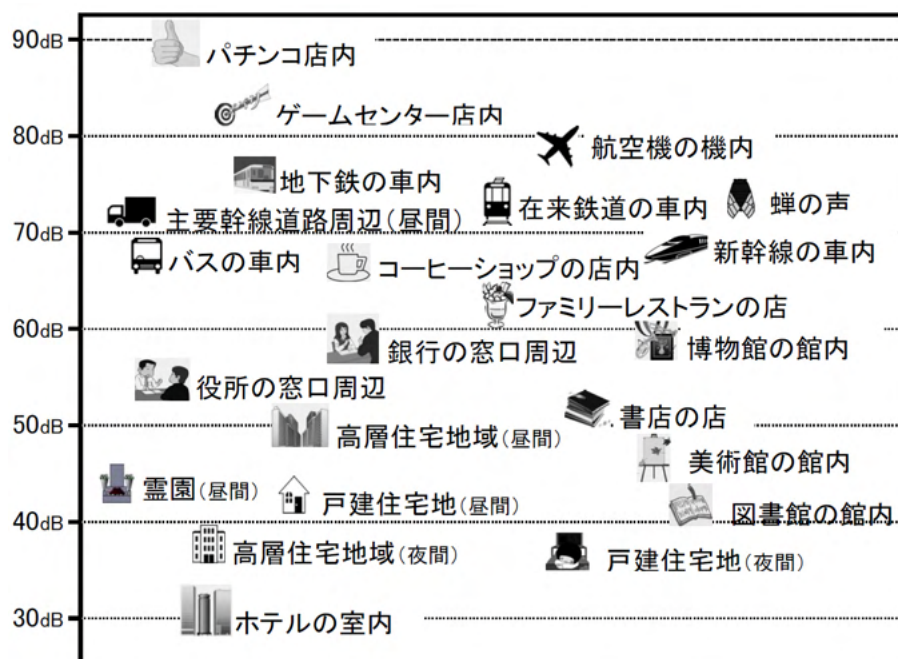 90dB
パチンコ店内
ゲームセンター店内
80dB
航空機の機内
地下鉄の車内
在来鉄道の車内
蝉の声
主要幹線道路周辺(昼間)
70dB
バスの車内
コーヒーショップの店内
新幹線の車内
ファミリーレストランの店
60dB
銀行の窓口周辺
博物館の館内
役所の窓口周辺
書店の店
50dB
高層住宅地域(昼間)
美術館の館内
霊園(昼間)
戸建住宅地(昼間)
図書館の館内
40dB
高層住宅地域(夜間)
戸建住宅地(夜間)
30dB
ホテルの室内